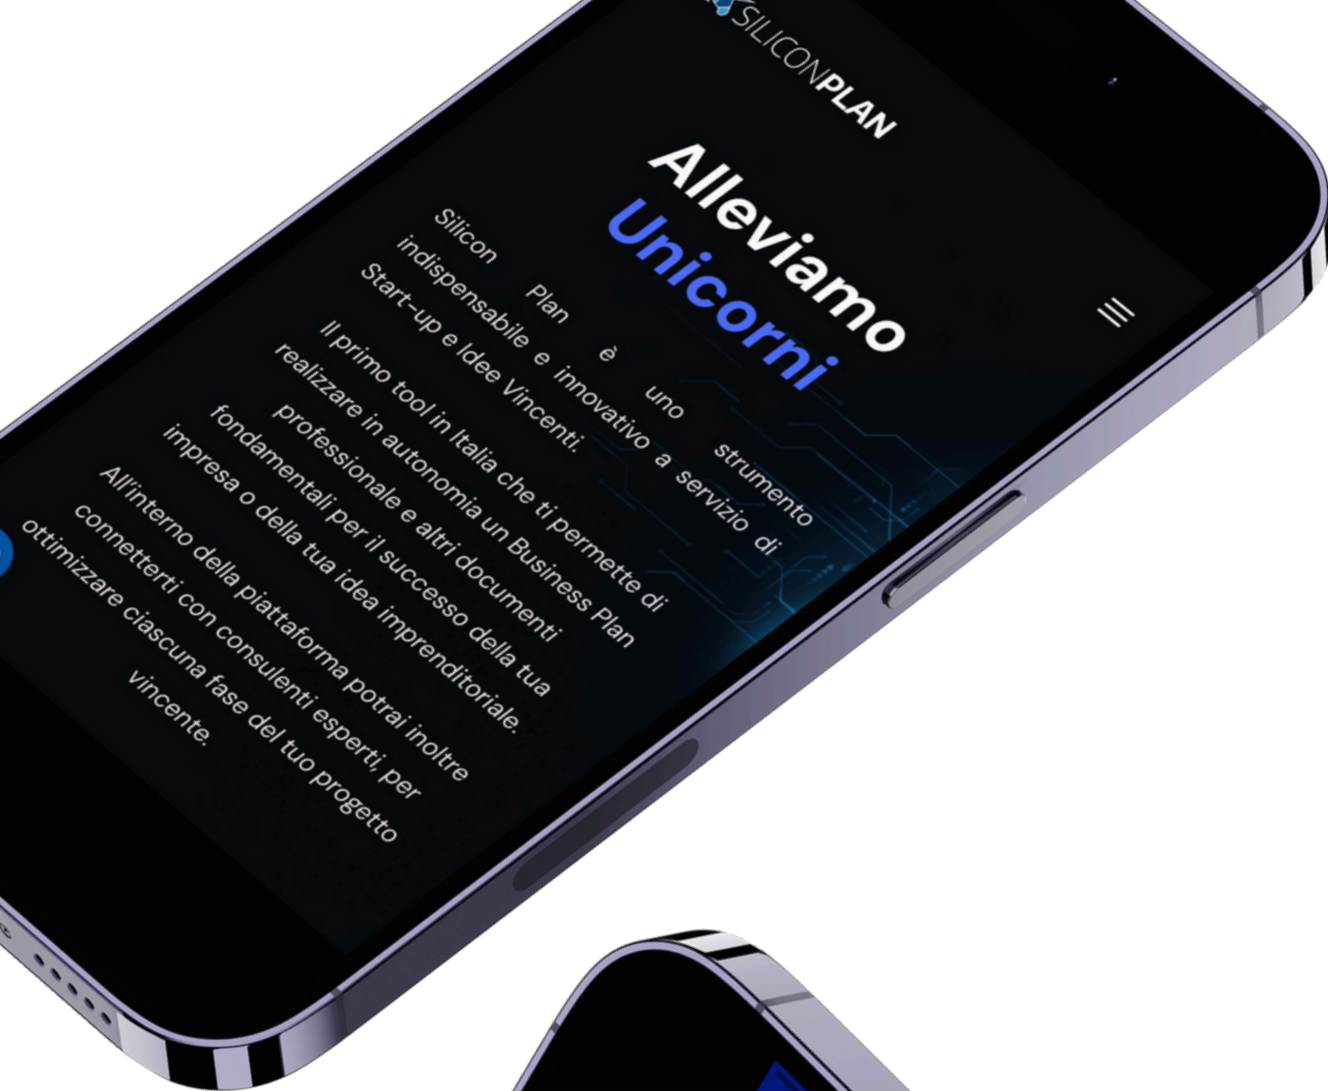 SILICONPLAN
Alleviamo
Unicorni
Silicon Plan è uno strumento
indispensabile e innovativo a servizio di
Start-up e Idee Vincenti.
Il primo tool in Italia che ti permette di
realizzare in autonomia un Business Plan
professionale e altri documenti
fondamentali per il successo della tua
impresa o della tua idea imprenditoriale.
All'interno della piattaforma potrai inoltre
connetterti con consulenti esperti, per
ottimizzare ciascuna fase del tuo progetto
vincente.